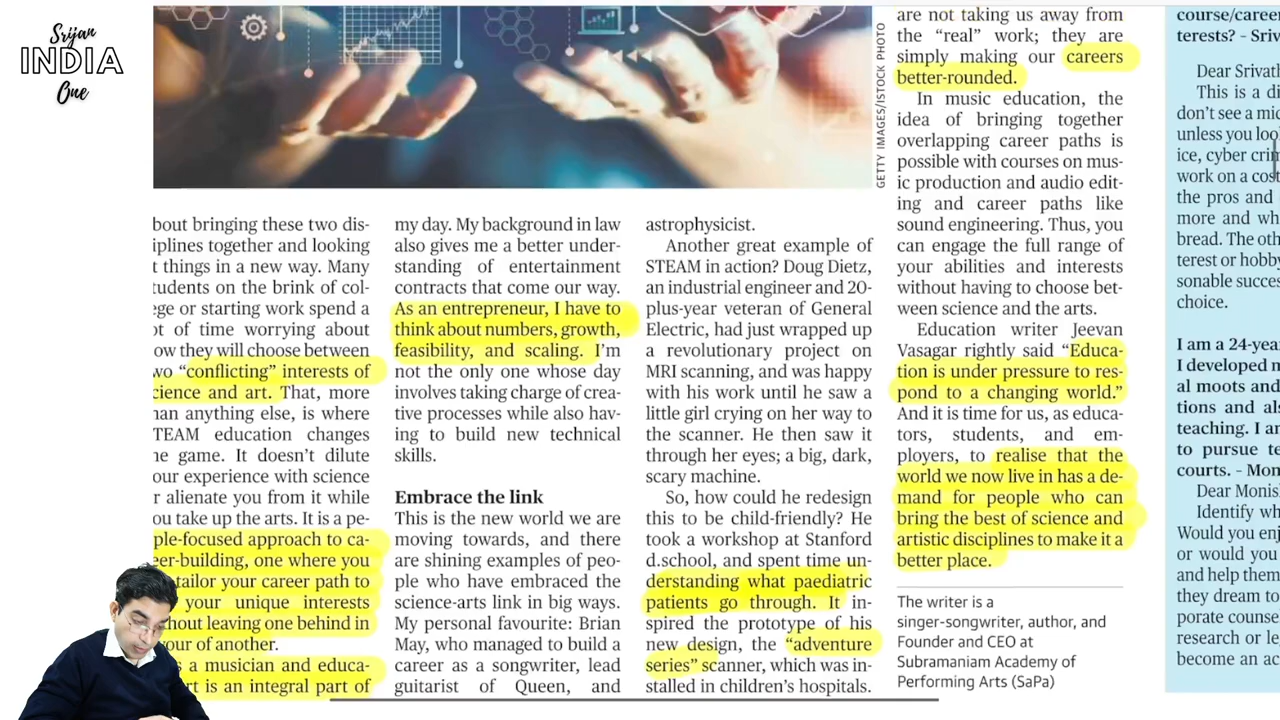 Srijan
INDIA
One
GETTY IMAGES/ISTOCK PHOTO
bout bringing these two dis-
iplines together and looking
t things in a new way. Many
tudents on the brink of col-
ege or starting work spend a
ot of time worrying about
ow they will choose between
wo “conflicting” interests of
cience and art. That, more
han anything else, is where
TEAM education changes
he game. It doesn’t dilute
our experience with science
r alienate you from it while
ou take up the arts. It is a pe-
ple-focused approach to ca-
eer-building, one where you
tailor your career path to
your unique interests
hout leaving one behind in
our of another.
s a musician and educa-
rt is an integral part of
my day. My background in law
also gives me a better under-
standing of entertainment
contracts that come our way.
As an entrepreneur, I have to
think about numbers, growth,
feasibility, and scaling. I’m
not the only one whose day
involves taking charge of crea-
tive processes while also hav-
ing to build new technical
skills.
Embrace the link
This is the new world we are
moving towards, and there
are shining examples of peo-
ple who have embraced the
science-arts link in big ways.
My personal favourite: Brian
May, who managed to build a
career as a songwriter, lead
guitarist of Queen, and
astrophysicist.
Another great example of
STEAM in action? Doug Dietz,
an industrial engineer and 20-
plus-year veteran of General
Electric, had just wrapped up
a revolutionary project on
MRI scanning, and was happy
with his work until he saw a
little girl crying on her way to
the scanner. He then saw it
through her eyes; a big, dark,
scary machine.
So, how could he redesign
this to be child-friendly? He
took a workshop at Stanford
d.school, and spent time un-
derstanding what paediatric
patients go through. It in-
spired the prototype of his
new design, the “adventure
series” scanner, which was in-
stalled in children’s hospitals.
are not taking us away from
the “real” work; they are
simply making our careers
better-rounded.
In music education, the
idea of bringing together
overlapping career paths is
possible with courses on mus-
ic production and audio edit-
ing and career paths like
sound engineering. Thus, you
can engage the full range of
your abilities and interests
without having to choose bet-
ween science and the arts.
Education writer Jeevan
Vasagar rightly said “Educa-
tion is under pressure to res-
pond to a changing world.”
And it is time for us, as educa-
tors, students, and em-
ployers, to realise that the
world we now live in has a de-
mand for people who can
bring the best of science and
artistic disciplines to make it a
better place.
The writer is a
singer-songwriter, author, and
Founder and CEO at
Subramaniam Academy of
Performing Arts (SaPa)
course/caree
terests? – Sriv
Dear Srivath
This is a di
don’t see a mid
unless you loo
ice, cyber crim
work on a cost
the pros and
more and wh
bread. The oth
terest or hobby
sonable succes
choice.
I am a 24-year
I developed m
al moots and
tions and als
teaching. I am
to pursue te
courts. – Mon
Dear Monish
Identify wh
Would you enj
or would you
and help them
they dream to
porate counse
research or le
become an ac